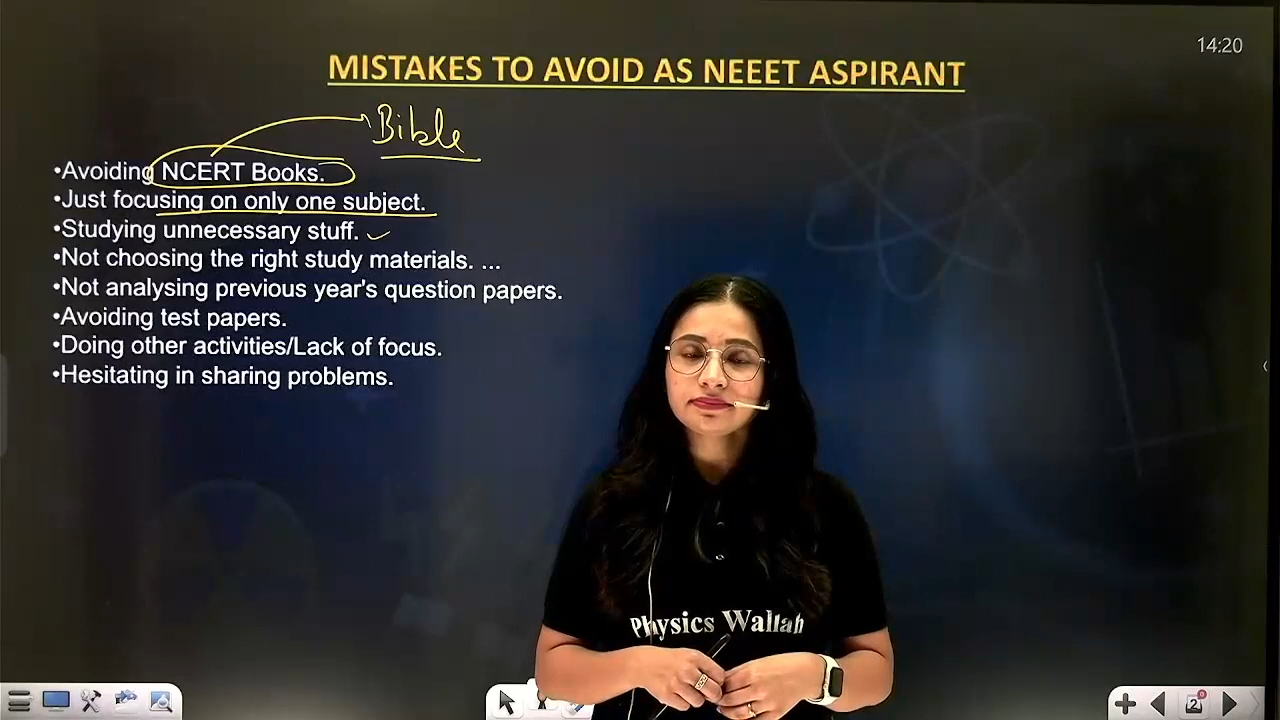 14:20
MISTAKES TO AVOID AS NEEET ASPIRANT
Bible
•Avoiding NCERT Books.
•Just focusing on only one subject.
•Studying unnecessary stuff.
•Not choosing the right study materials. ...
•Not analysing previous year's question papers.
•Avoiding test papers.
•Doing other activities/Lack of focus.
•Hesitating in sharing problems.
Physics Wallah
2